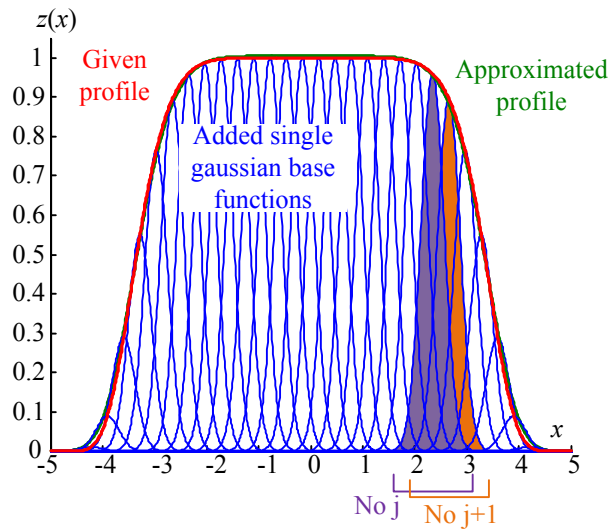 z(x)
1
0.9
0.8
0.7
0.6
0.5
0.4
0.3
0.2
0.1
0
Given
profile
Approximated
profile
Added single
gaussian base
functions
x
-5 -4 -3 -2 -1 0 1 2 3 4 5
No j No j+1